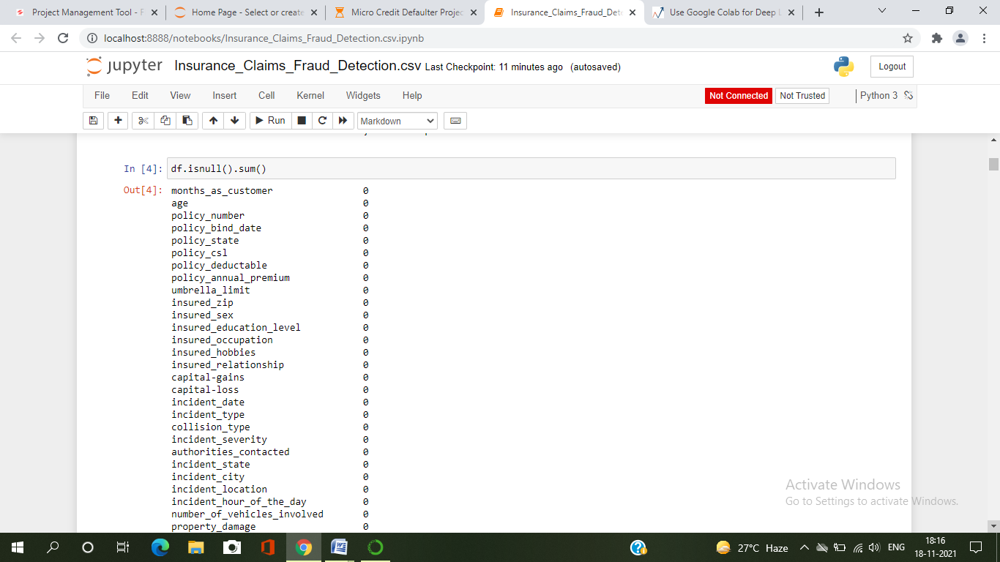 Project Management Tool - F
Home Page - Select or create
Micro Credit Defaulter Projec
Insurance_Claims_Fraud_Dete
Use Google Colab for Deep L
localhost:8888/notebooks/Insurance_Claims_Fraud_Detection.csv.ipynb
jupyter Insurance_Claims_Fraud_Detection.csv Last Checkpoint: 11 minutes ago (autosaved)
Logout
File Edit View Insert Cell Kernel Widgets Help
Not Connected Not Trusted Python 3
Run Markdown
In [4]: df.isnull().sum()
Out[4]: months_as_customer 0
age 0
policy_number 0
policy_bind_date 0
policy_state 0
policy_csl 0
policy_deductable 0
policy_annual_premium 0
umbrella_limit 0
insured_zip 0
insured_sex 0
insured_education_level 0
insured_occupation 0
insured_hobbies 0
insured_relationship 0
capital-gains 0
capital-loss 0
incident_date 0
incident_type 0
collision_type 0
incident_severity 0
authorities_contacted 0
incident_state 0
incident_city 0
incident_location 0
incident_hour_of_the_day 0
number_of_vehicles_involved 0
property_damage 0
Activate Windows
Go to Settings to activate Windows.
27°C Haze
ENG
18:16
18-11-2021